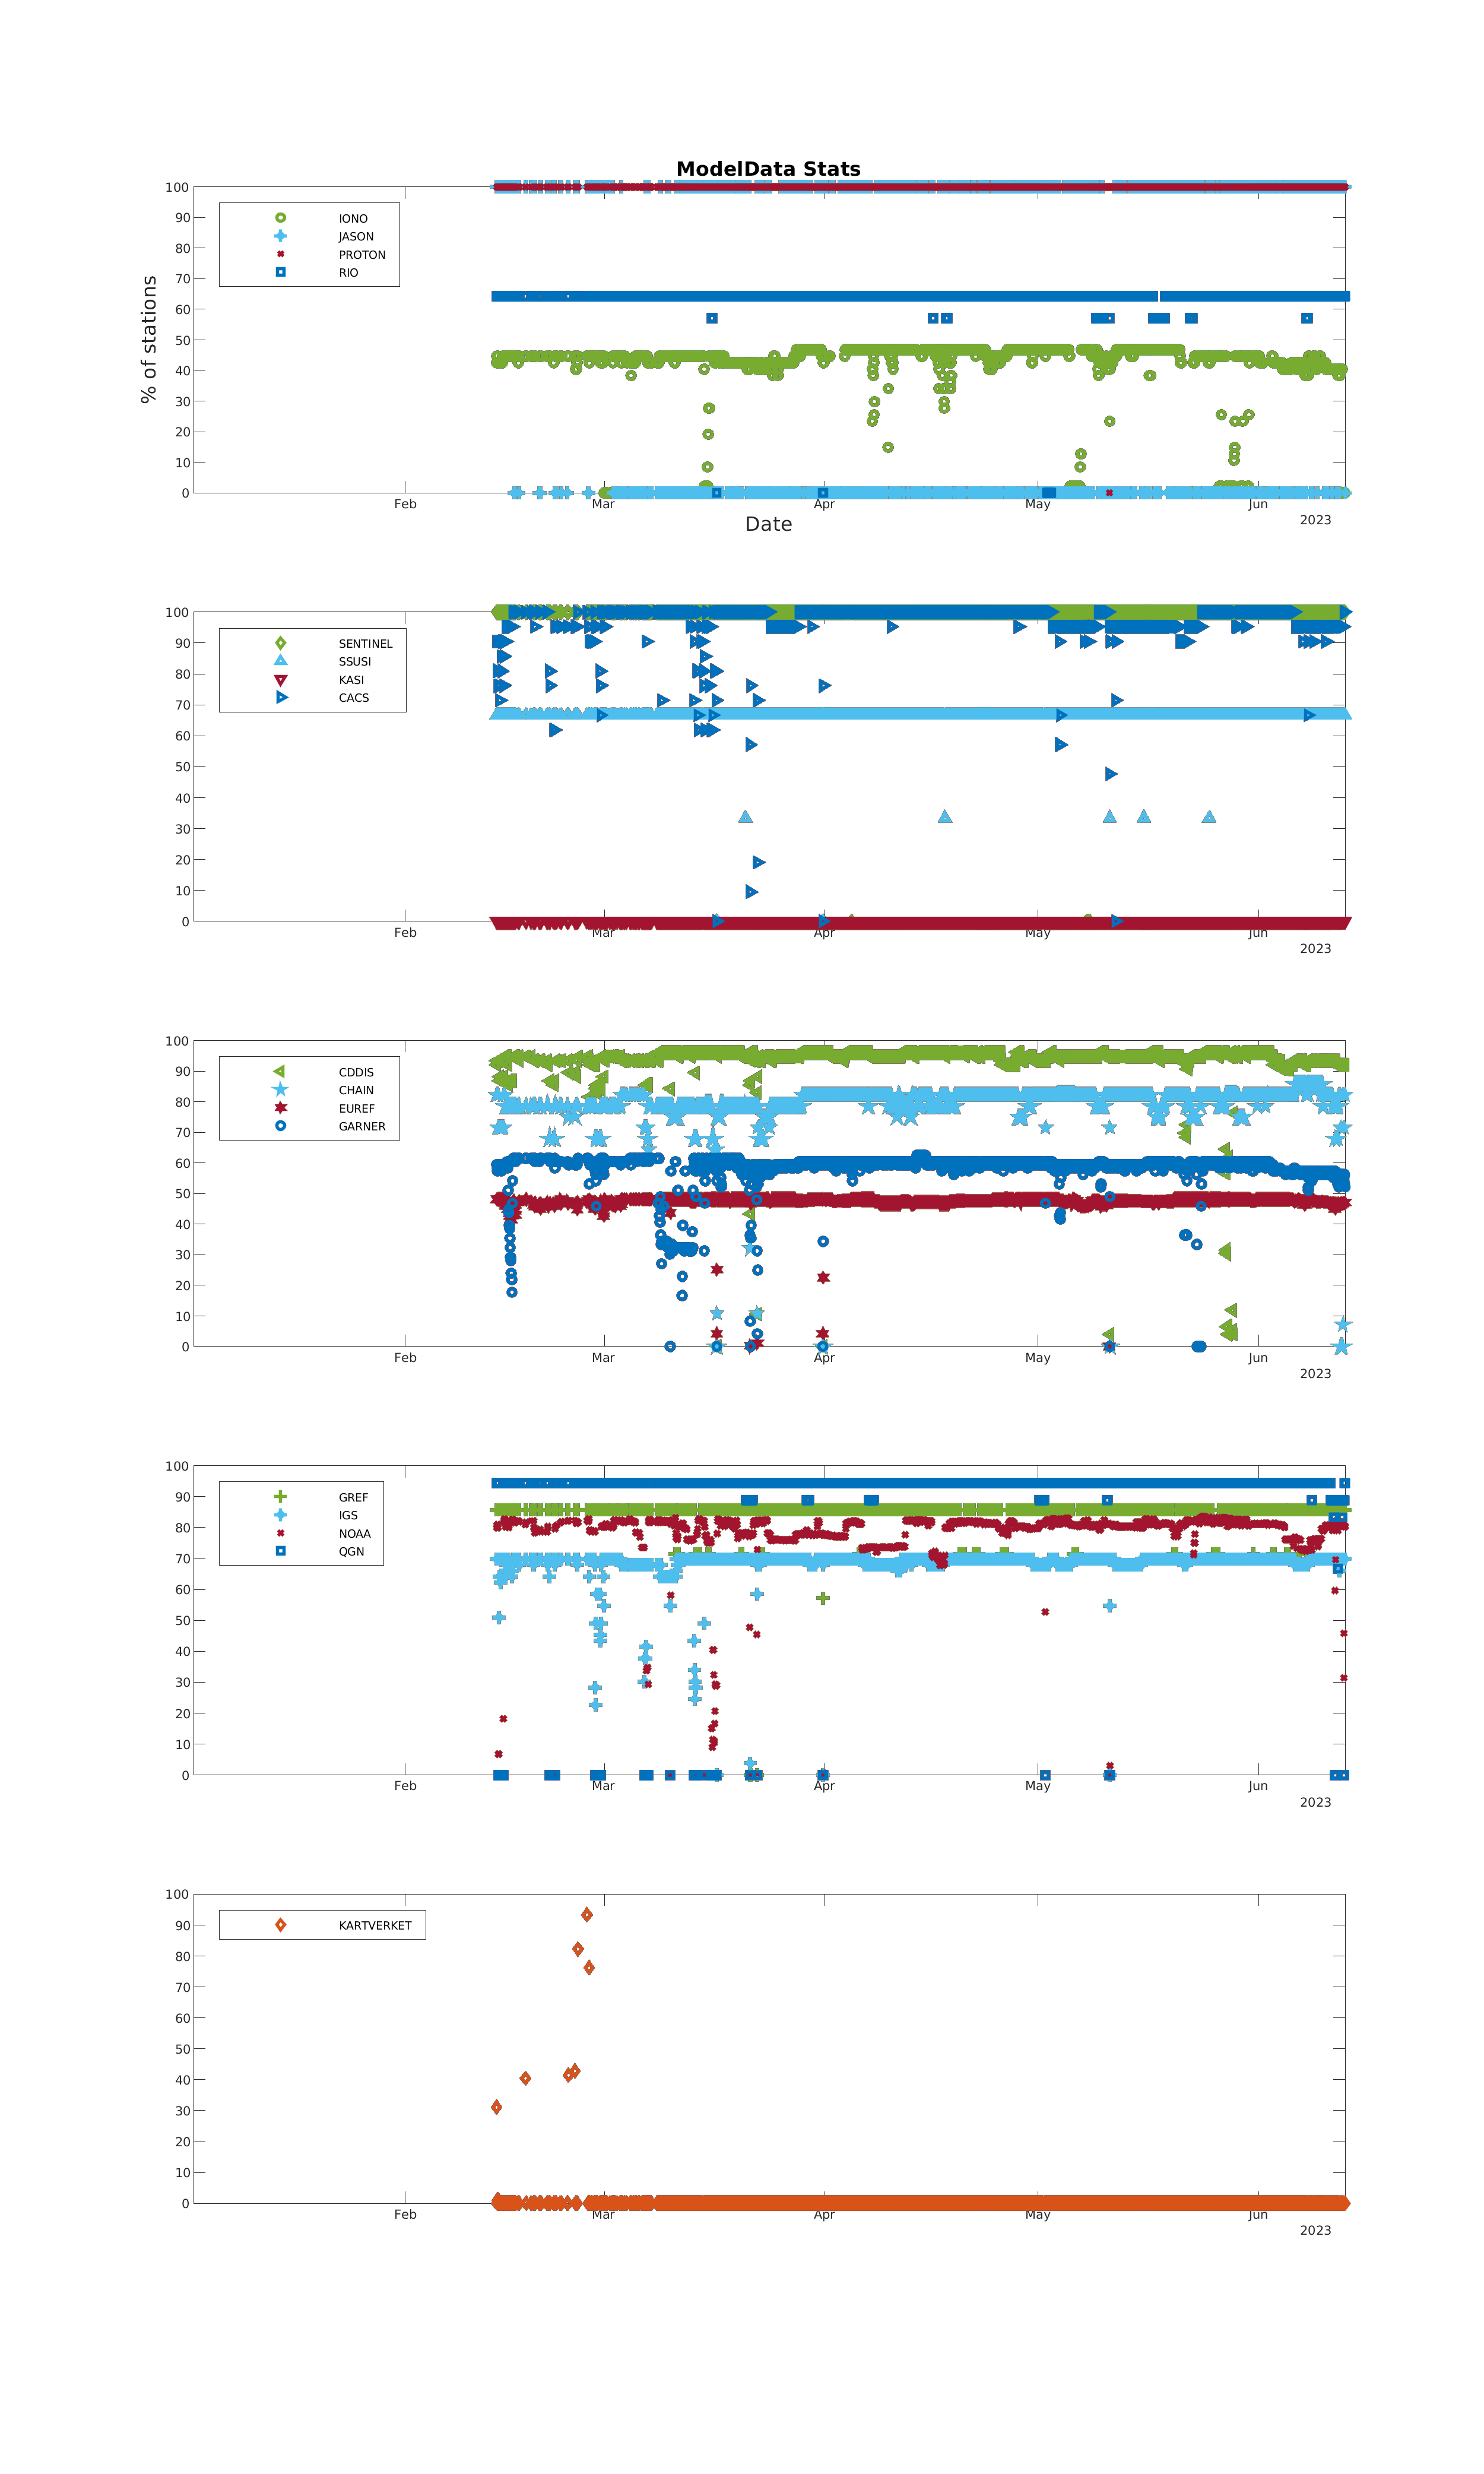 ModelData Stats
% of stations
100
90
80
70
60
50
40
30
20
10
0
IONO
JASON
PROTON
RIO
Feb Mar Apr May Jun
2023
Date
100
90
80
70
60
50
40
30
20
10
0
SENTINEL
SSUSI
KASI
CACS
Feb Mar Apr May Jun
2023
100
90
80
70
60
50
40
30
20
10
0
CDDIS
CHAIN
EUREF
GARNER
Feb Mar Apr May Jun
2023
100
90
80
70
60
50
40
30
20
10
0
GREF
IGS
NOAA
QGN
Feb Mar Apr May Jun
2023
100
90
80
70
60
50
40
30
20
10
0
KARTVERKET
Feb Mar Apr May Jun
2023